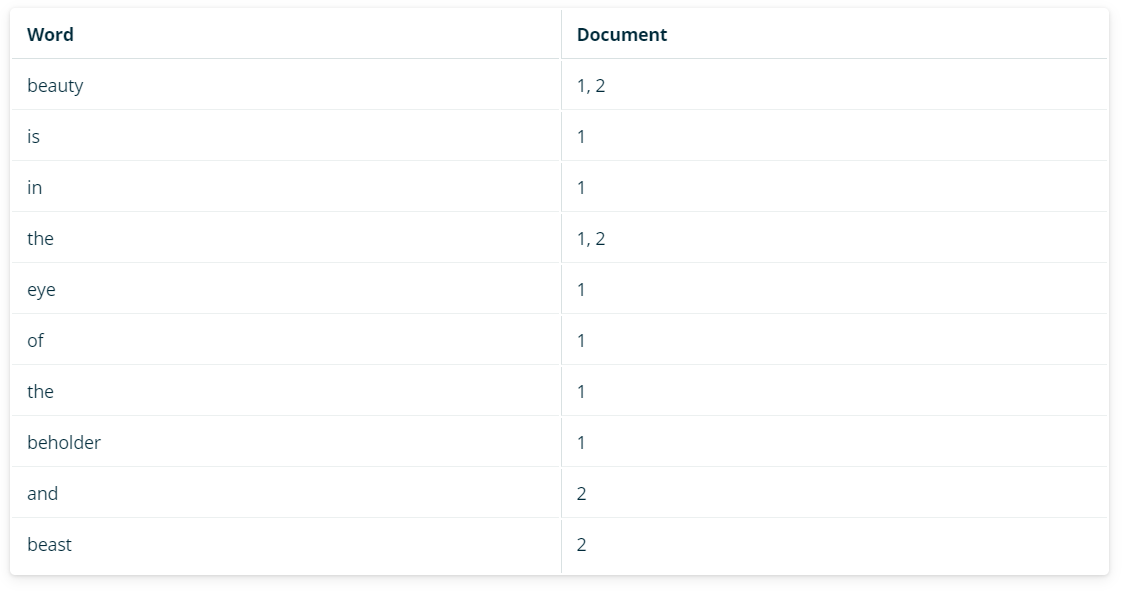 Word Document
beauty 1, 2
is 1
in 1
the 1, 2
eye 1
of 1
the 1
beholder 1
and 2
beast 2